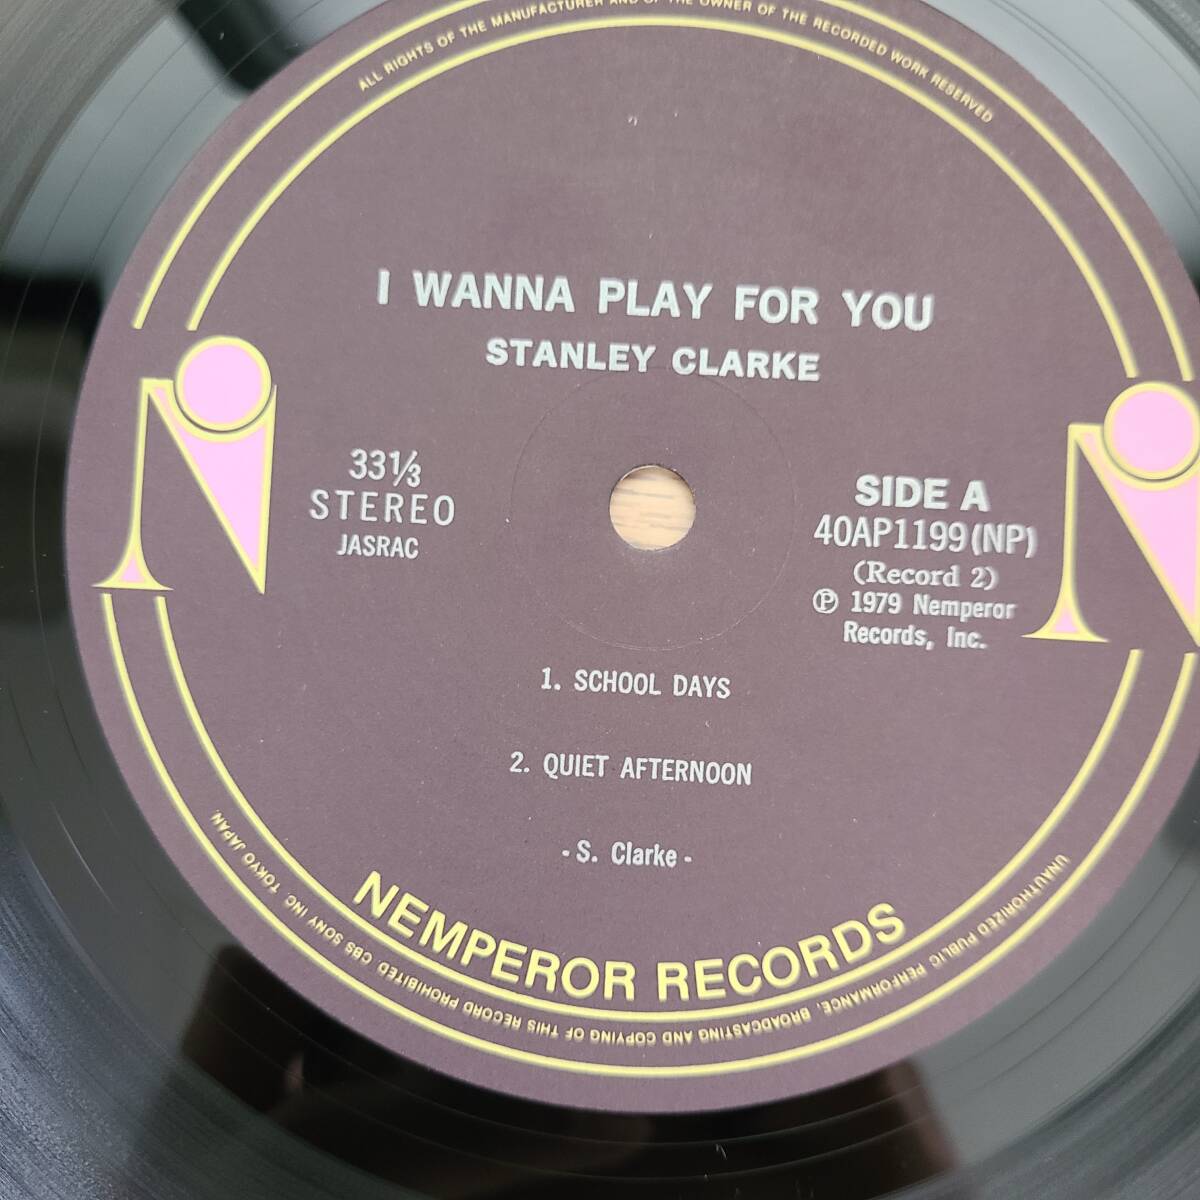 ALL RIGHTS OF THE MANUFACTURER AND OF THE OWNER OF THE RECORDED WORK RESERVED
I WANNA PLAY FOR YOU
STANLEY CLARKE
33⅓
STEREO
JASRAC
SIDE A
40AP1199(NP)
(Record 2)
Ⓟ 1979 Nemperor
Records, Inc.
1. SCHOOL DAYS
2. QUIET AFTERNOON
-S. Clarke-
NEMPEROR RECORDS
UNAUTHORIZED PUBLIC PERFORMANCE, BROADCASTING AND COPYING OF THIS RECORD PROHIBITED CBS SONY INC. TOKYO JAPAN.